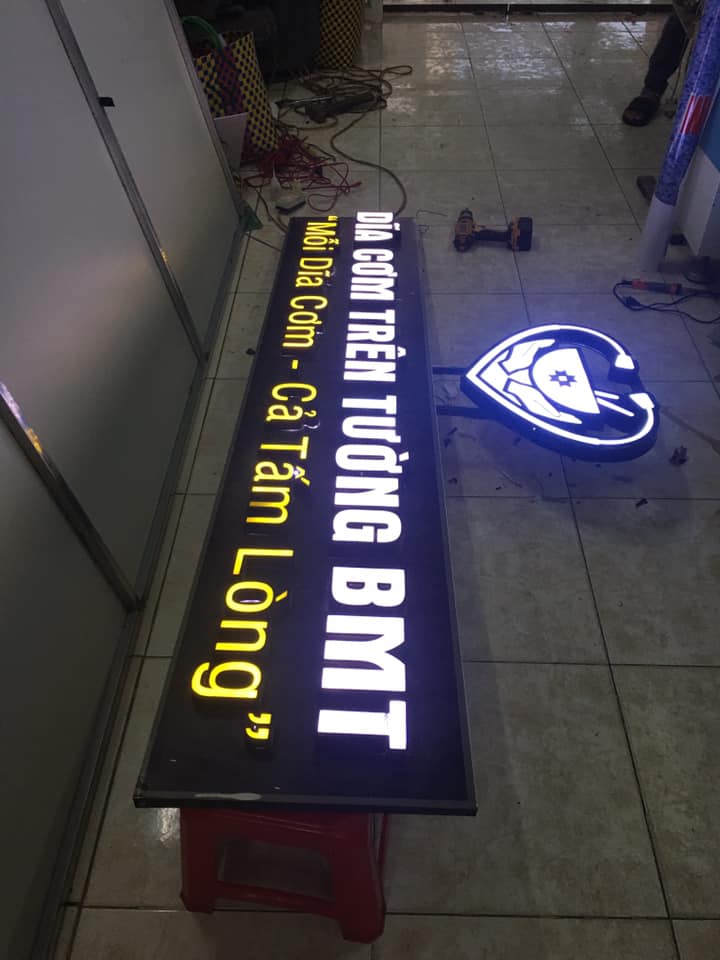 DĨA CƠM TRÊN TƯỜNG BMT
"Mỗi Dĩa Cơm - Cả Tấm Lòng"